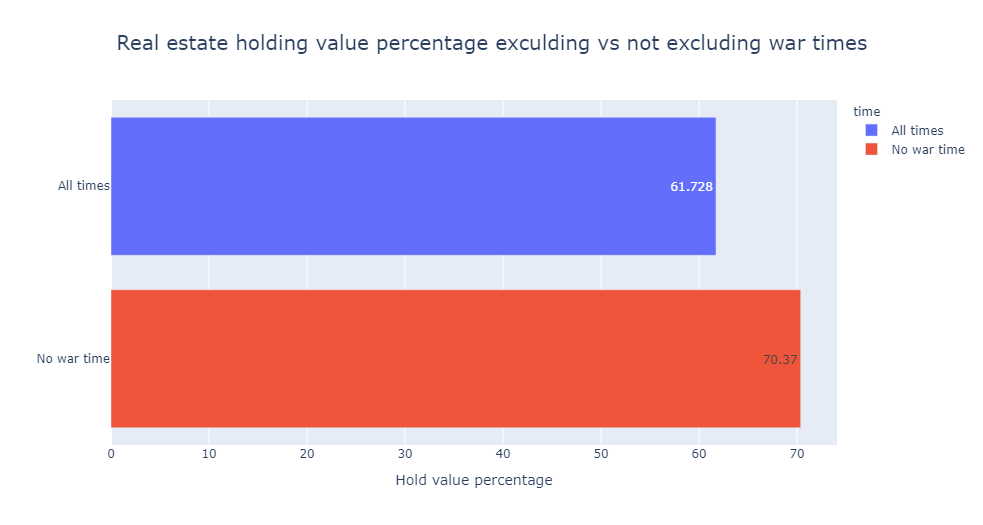 Real estate holding value percentage exculding vs not excluding war times
time
All times
No war time
All times
61.728
No war time
70.37
0 10 20 30 40 50 60 70
Hold value percentage